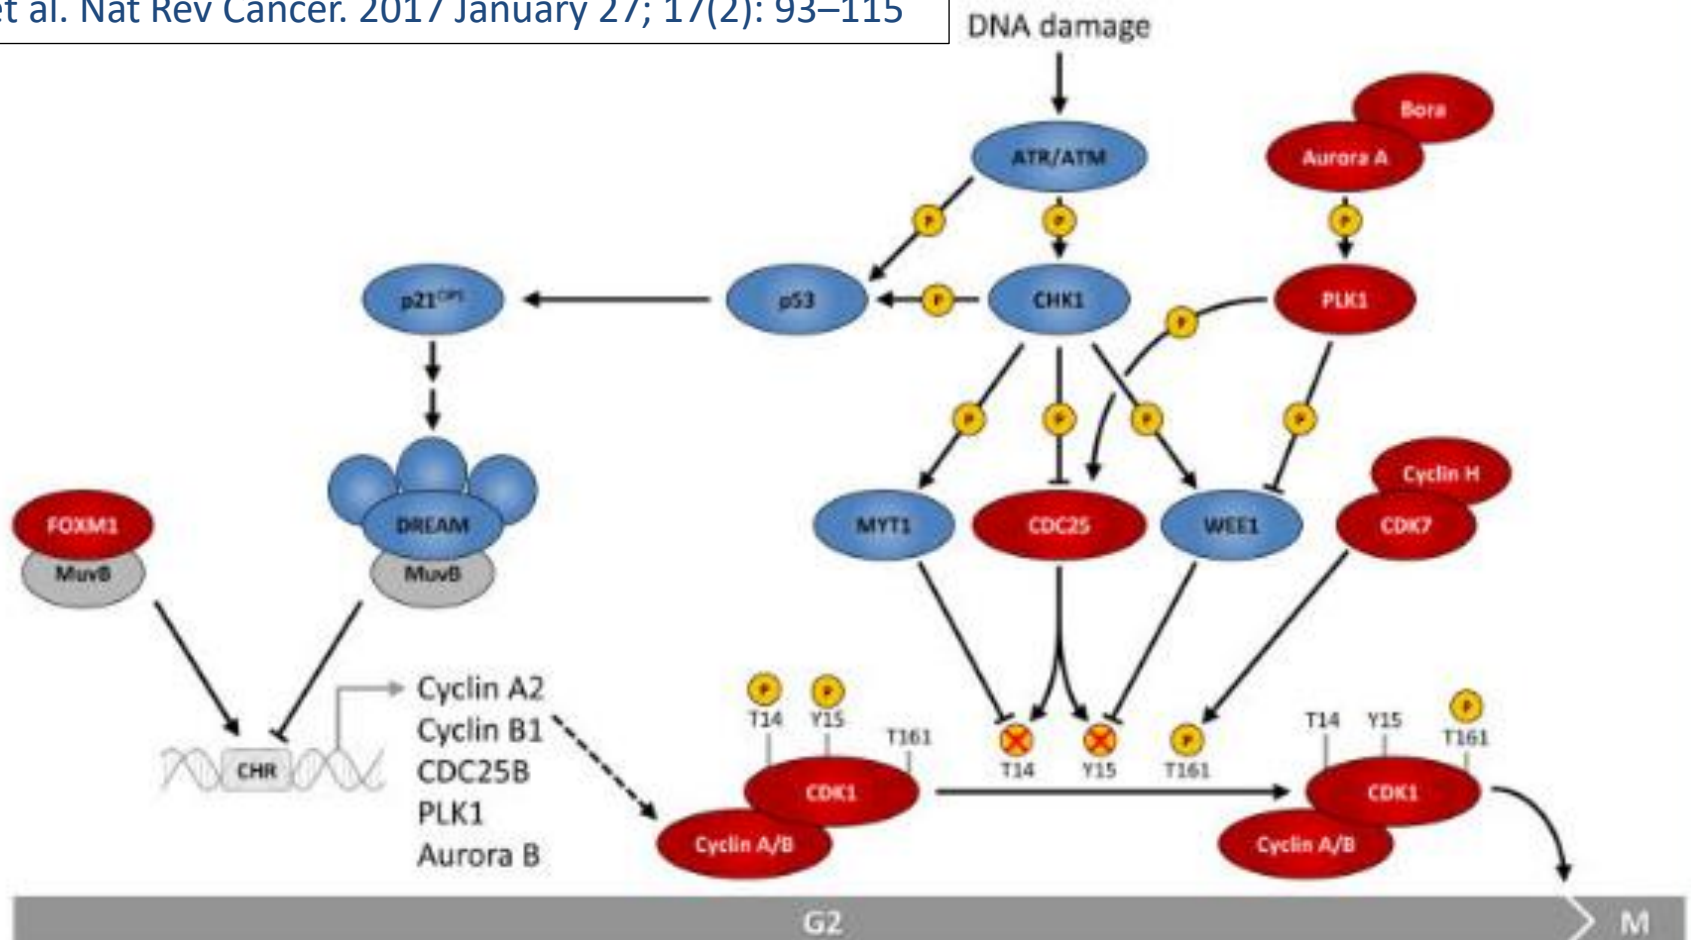 et al. Nat Rev Cancer. 2017 January 27; 17(2): 93–115
DNA damage
Bora
ATR/ATM
Aurora A
P
P
P
p21CIP1
p53
P
CHK1
PLK1
P
P
P
P
P
Cyclin H
FOXM1
DREAM
MYT1
CDC25
WEE1
CDK7
MuvB
MuvB
Cyclin A2
Cyclin B1
CDC25B
PLK1
Aurora B
CHR
P
P
T14
Y15
T161
CDK1
Cyclin A/B
P
T14
Y15
T161
P
T14
Y15
T161
CDK1
Cyclin A/B
G2
M